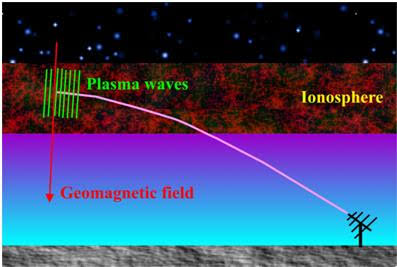 Plasma waves
Ionosphere
Geomagnetic field